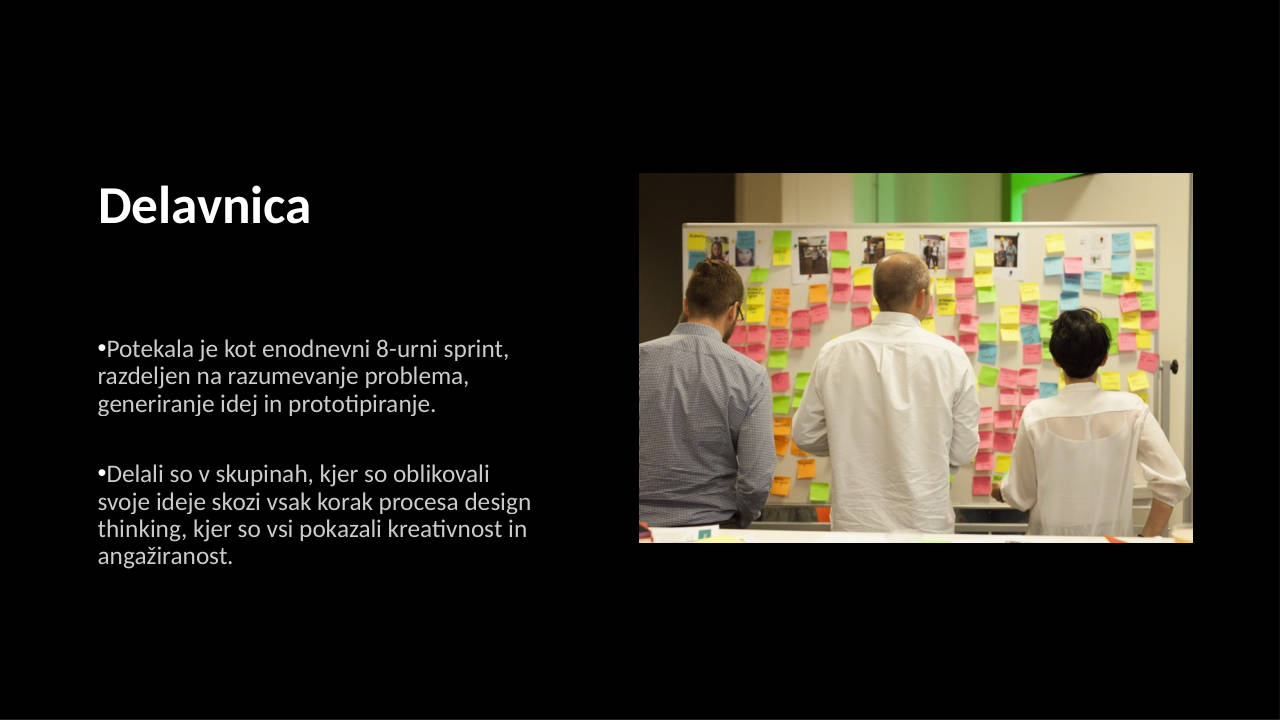 Delavnica
•Potekala je kot enodnevni 8-urni sprint,
razdeljen na razumevanje problema,
generiranje idej in prototipiranje.
•Delali so v skupinah, kjer so oblikovali
svoje ideje skozi vsak korak procesa design
thinking, kjer so vsi pokazali kreativnost in
angažiranost.